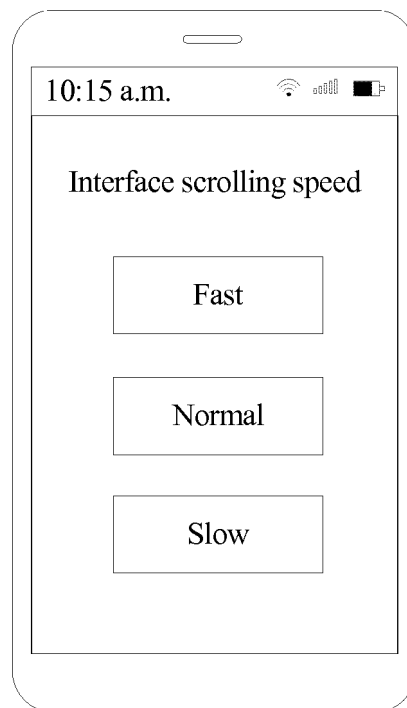 10:15 a.m.
Interface scrolling speed
Fast
Normal
Slow